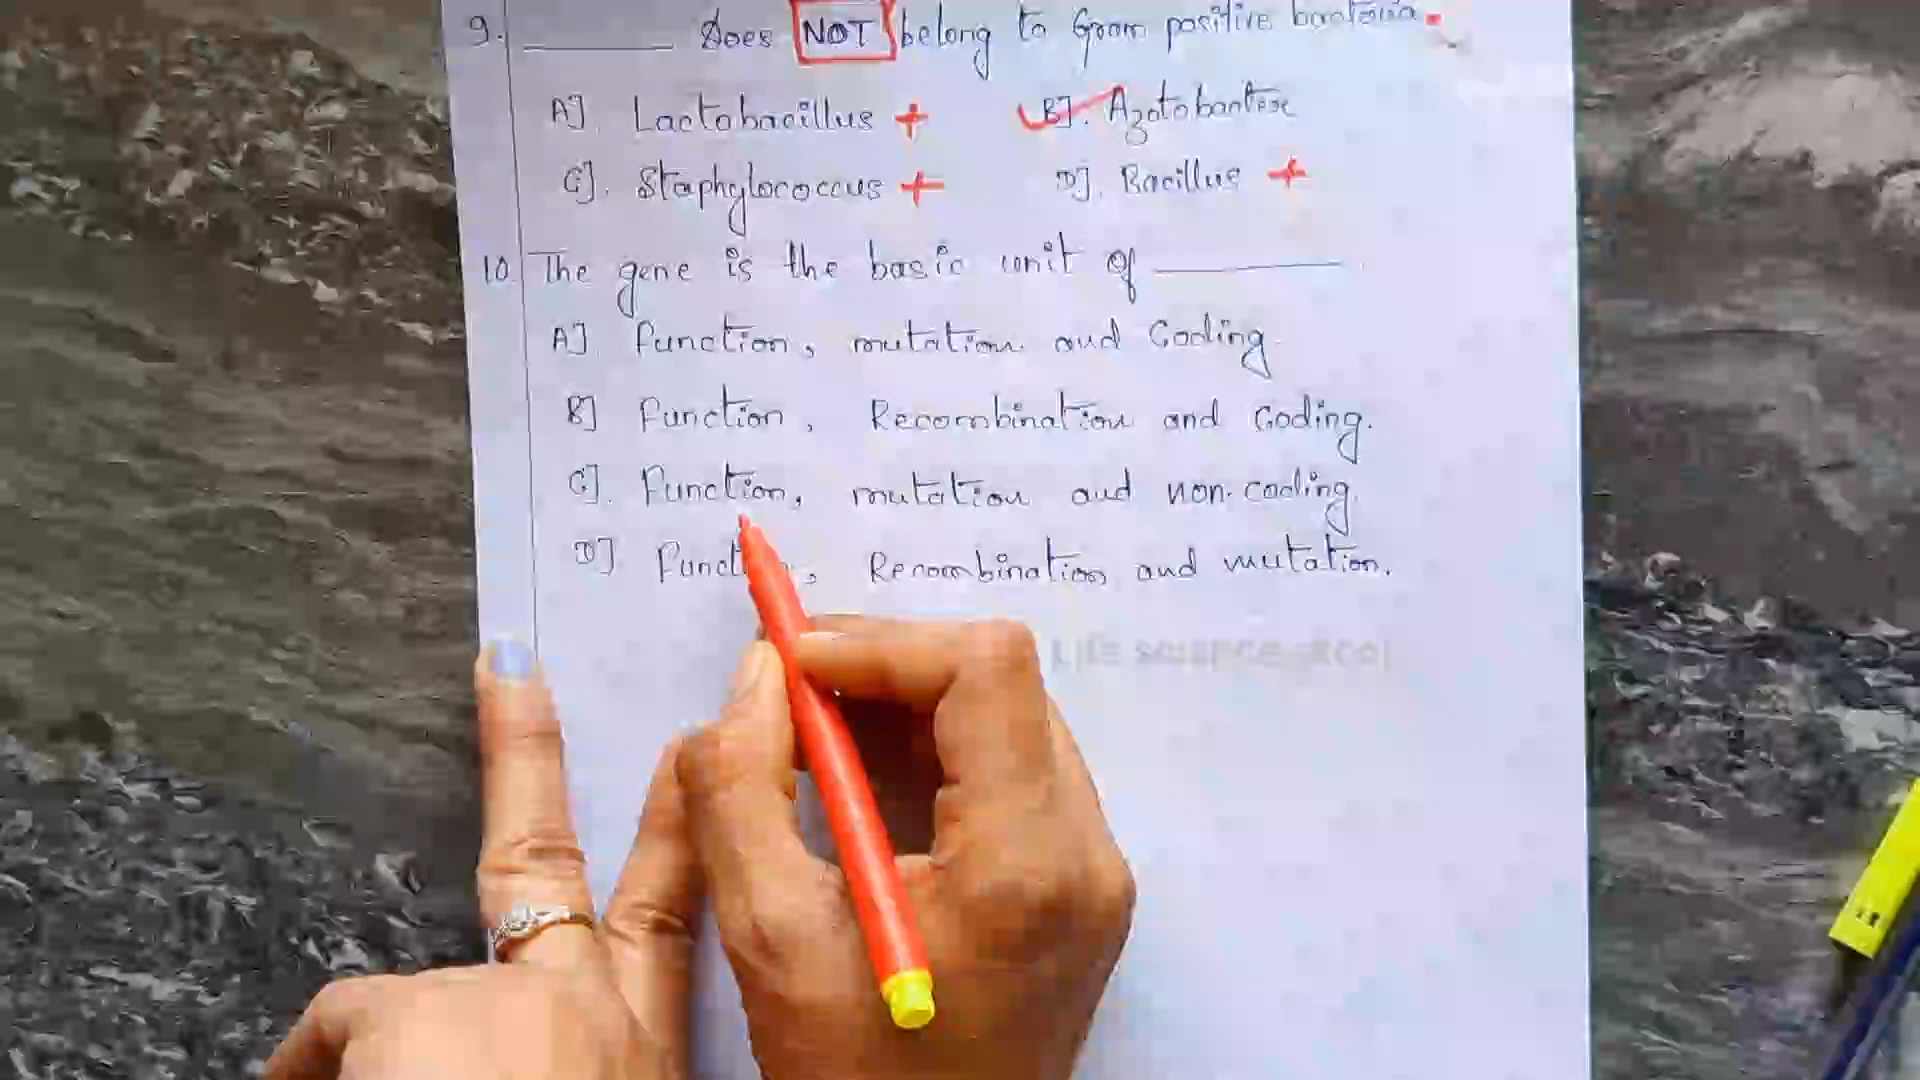 9. ______ Does NOT belong to Gram positive bacteria.
A]. Lactobacillus + B]. Azotobacter
C]. Staphylococcus + D]. Bacillus +
10 The gene is the basic unit of ______.
A] Function, mutation and Coding.
B] Function, Recombination and Coding.
C]. Function, mutation and non-coding.
D]. Recombination and mutation.
Life science